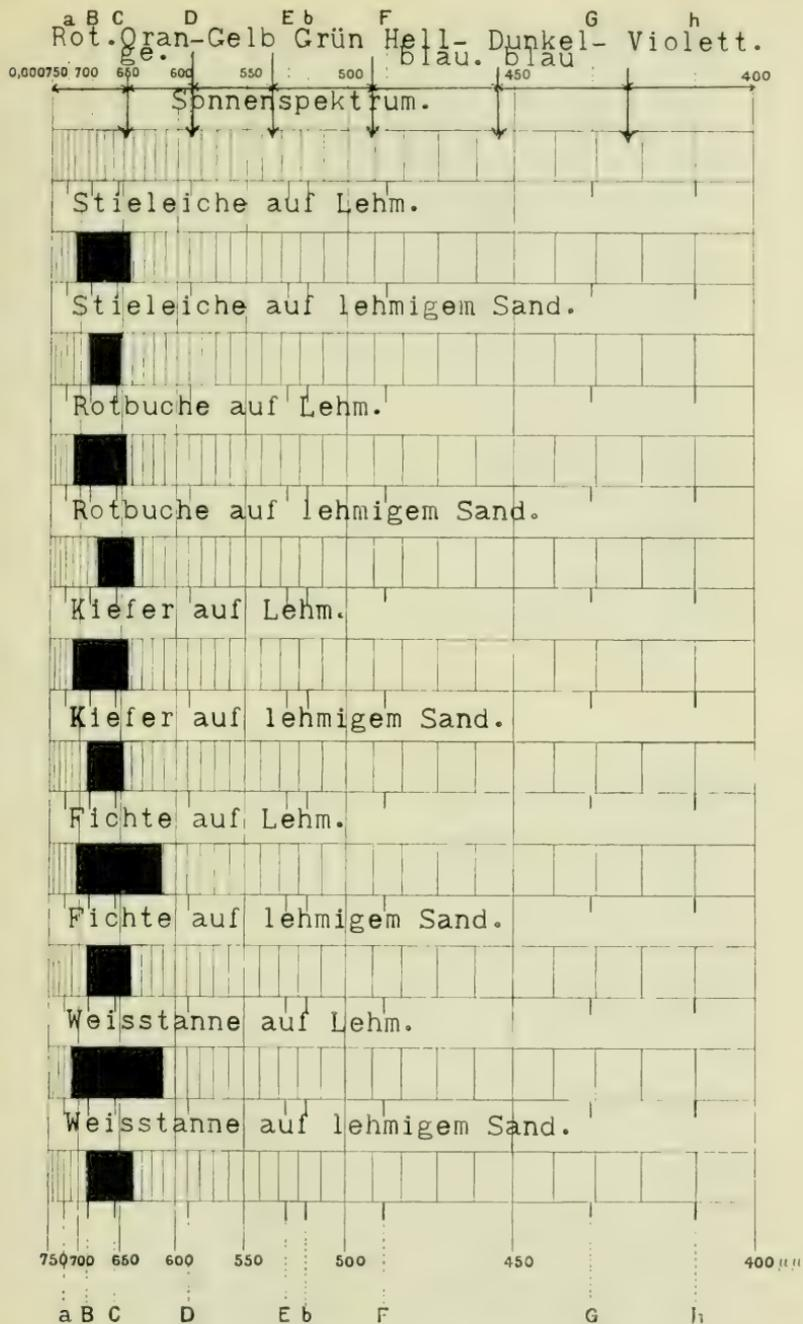 a B C D E b F G h
Rot. Oran- Gelb Grün Hell- Dunkel- Violett.
ge. blau. blau
0,000750 700 650 600 550 500 450 400
Sonnenspektrum.
Stieleiche auf Lehm.
Stieleiche auf lehmigem Sand.
Rotbuche auf Lehm.
Rotbuche auf lehmigem Sand.
Kiefer auf Lehm.
Kiefer auf lehmigem Sand.
Fichte auf Lehm.
Fichte auf lehmigem Sand.
Weisstanne auf Lehm.
Weisstanne auf lehmigem Sand.
750 700 650 600 550 500 450 400 µµ
a B C D E b F G h